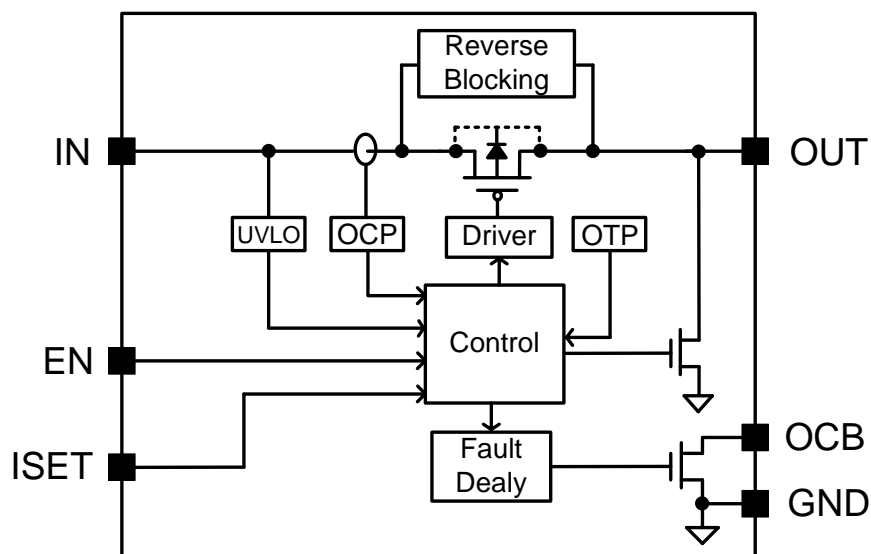 Reverse
Blocking
IN
OUT
UVLO
OCP
Driver
OTP
Control
EN
ISET
Fault
Dealy
OCB
GND